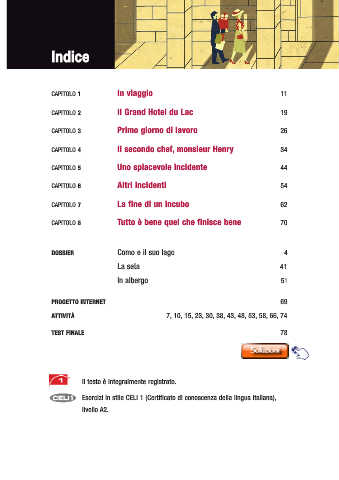 Indice
CAPITOLO 1 In viaggio 11
CAPITOLO 2 Il Grand Hotel du Lac 19
CAPITOLO 3 Primo giorno di lavoro 26
CAPITOLO 4 Il secondo chef, monsieur Henry 34
CAPITOLO 5 Uno spiacevole incidente 44
CAPITOLO 6 Altri incidenti 54
CAPITOLO 7 La fine di un incubo 62
CAPITOLO 8 Tutto è bene quel che finisce bene 70
DOSSIER Como e il suo lago 4
La seta 41
In albergo 51
PROGETTO INTERNET 69
ATTIVITÀ 7, 10, 15, 23, 30, 38, 43, 48, 53, 58, 66, 74
TEST FINALE 78
Soluzioni
1 Il testo è integralmente registrato.
CELI1 Esercizi in stile CELI 1 (Certificato di conoscenza della lingua italiana),
livello A2.